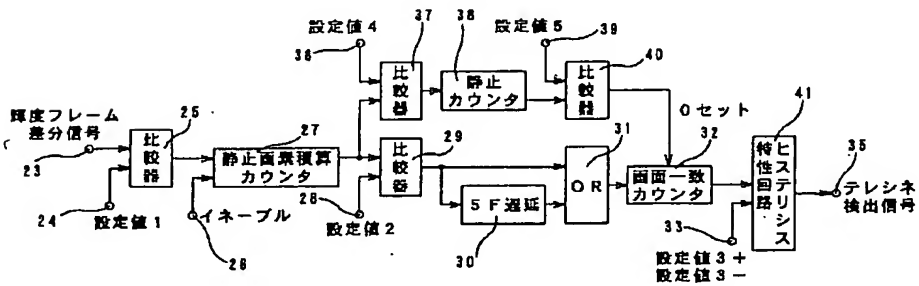 設定値4
36
37
38
設定値5
39
40
比較器
静止
カウンタ
比較器
0セット
41
輝度フレーム
差分信号
23
25
比較器
27
静止画素積算
カウンタ
29
比較器
31
OR
32
画面一致
カウンタ
ヒステリシス
特性回路
35
テレシネ
検出信号
24
設定値1
イネーブル
26
28
設定値2
5F遅延
30
33
設定値3+
設定値3-